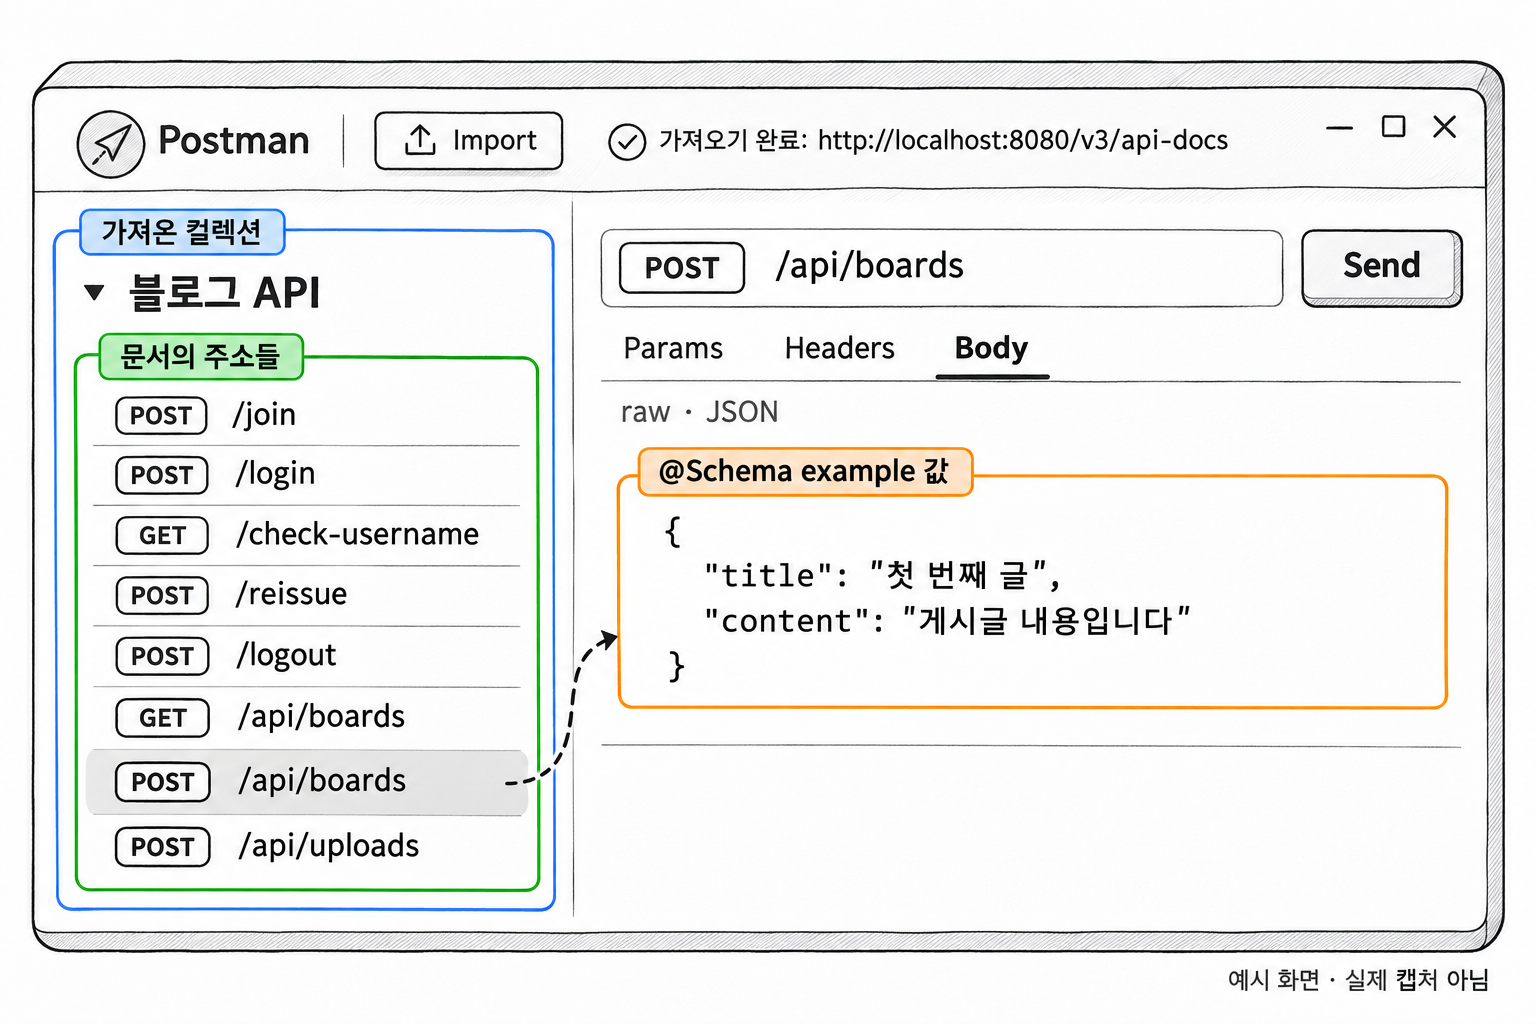 Postman
Import
가져오기 완료: http://localhost:8080/v3/api-docs
가져온 컬렉션
블로그 API
문서의 주소들
POST /join
POST /login
GET /check-username
POST /reissue
POST /logout
GET /api/boards
POST /api/boards
POST /api/uploads
POST /api/boards
Send
Params Headers Body
raw · JSON
@Schema example 값
{
"title": "첫 번째 글",
"content": "게시글 내용입니다"
}
예시 화면 · 실제 캡처 아님